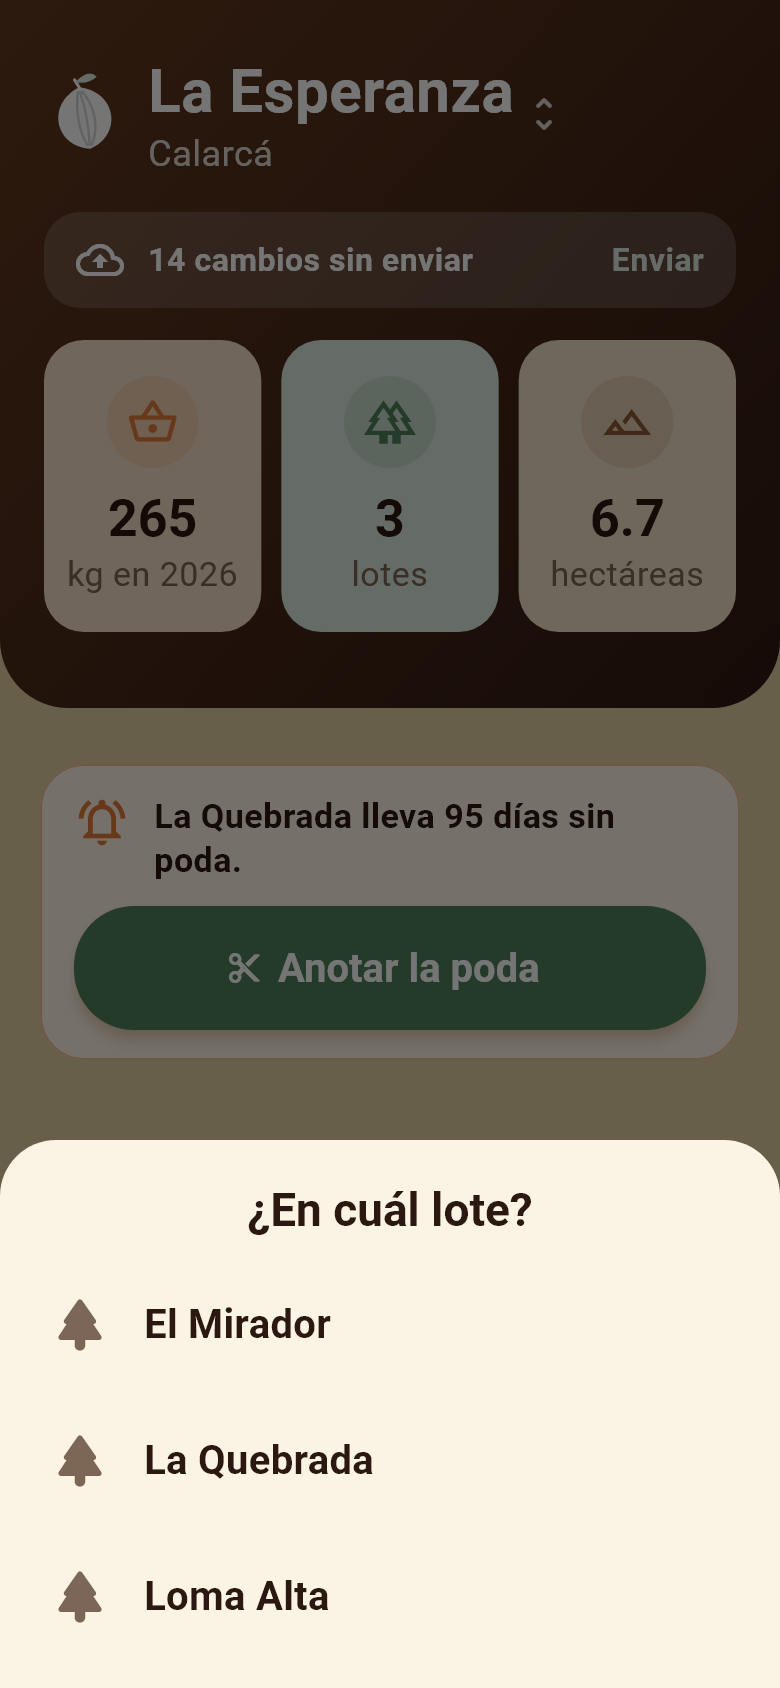 La Esperanza
Calarcá
14 cambios sin enviar Enviar
265 3 6.7
kg en 2026 lotes hectáreas
La Quebrada lleva 95 días sin
poda.
Anotar la poda
¿En cuál lote?
El Mirador
La Quebrada
Loma Alta